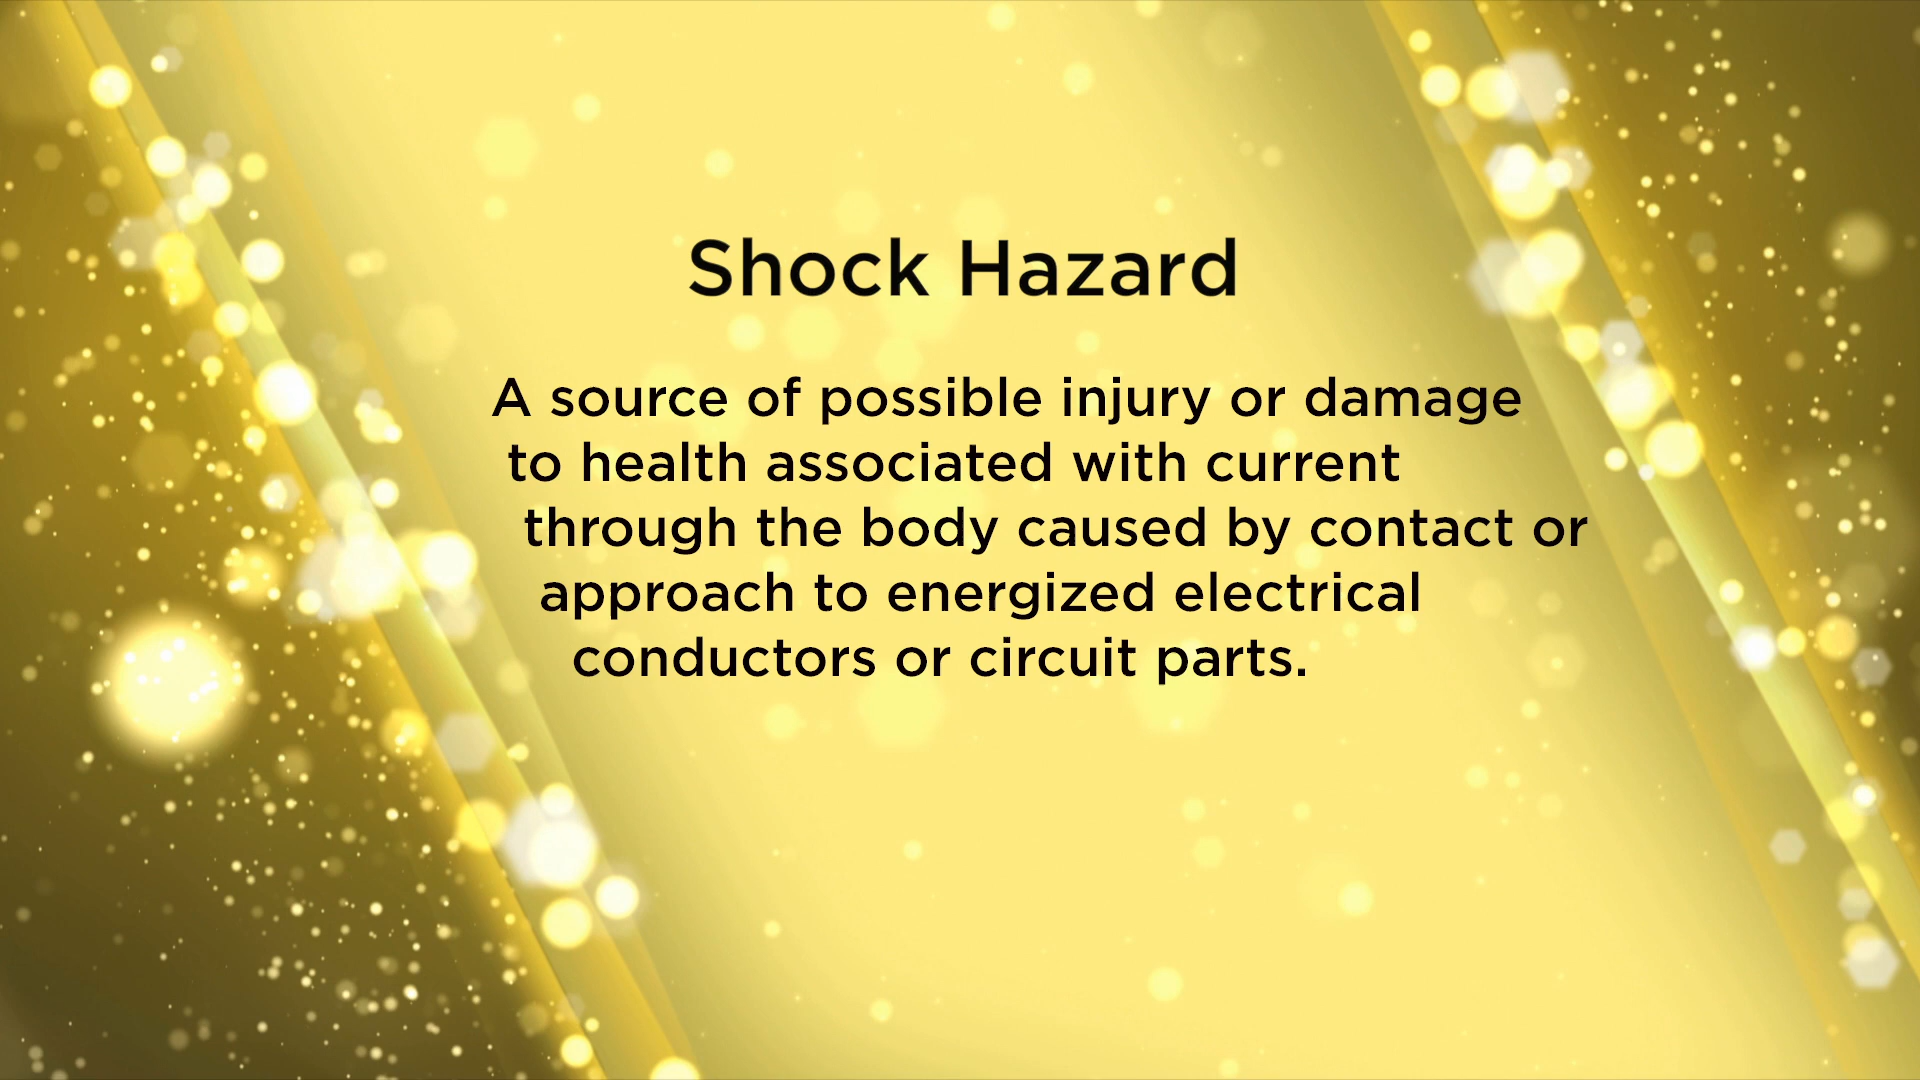 Shock Hazard
A source of possible injury or damage
to health associated with current
through the body caused by contact or
approach to energized electrical
conductors or circuit parts.